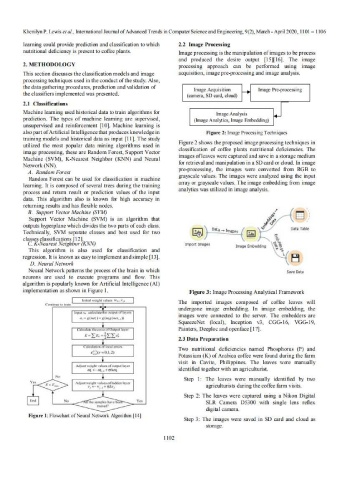 Kheyilyn P. Lewis et al., International Journal of Advanced Trends in Computer Science and Engineering, 9(2), March - April 2020, 1101 – 1106
learning could provide prediction and classification to which
nutritional deficiency is present to coffee plants.
2. METHODOLOGY
This section discusses the classification models and image
processing techniques used in the conduct of the study. Also,
the data gathering procedures, prediction and validation of
the classifiers implemented was presented.
2.1 Classifications
Machine learning used historical data to train algorithms for
prediction. The types of machine learning are supervised,
unsupervised and reinforcement [10]. Machine learning is
also part of Artificial Intelligence that produces knowledge in
training models and historical data as input [11]. The study
utilized the most popular data mining algorithms used in
image processing, these are Random Forest, Support Vector
Machine (SVM), K-Nearest Neighbor (KNN) and Neural
Network (NN).
A. Random Forest
Random Forest can be used for classification in machine
learning. It is composed of several trees during the training
process and return result or prediction values of the input
data. This algorithm also is known for high accuracy in
returning results and has flexible nodes.
B. Support Vector Machine (SVM)
Support Vector Machine (SVM) is an algorithm that
outputs hyperplane which divides the two parts of each class.
Technically, SVM separate classes and best used for two
classes classifications [12].
C. K-Nearest Neighbor (KNN)
This algorithm is also used for classification and
regression. It is known as easy to implement and simple [13].
D. Neural Network
Neural Network patterns the process of the brain in which
neurons are used to execute programs and flow. This
algorithm is popularly known for Artificial Intelligence (AI)
implementation as shown in Figure 1.
No
Yes
End
No
Yes
Figure 1: Flowchart of Neural Network Algorithm [14]
2.2 Image Processing
Image processing is the manipulation of images to be process
and produced the desire output [15][16]. The image
processing approach can be performed using image
acquisition, image pre-processing and image analysis.
Image Acquisition
(camera, SD card, cloud)
Image Pre-processing
Image Analysis
(Image Analysis, Image Embedding)
Figure 2: Image Processing Techniques
Figure 2 shows the proposed image processing techniques in
classification of coffee plants nutritional deficiencies. The
images of leaves were captured and save in a storage medium
for retrieval and manipulation in a SD card or cloud. In image
pre-processing, the images were converted from RGB to
grayscale values. The images were analyzed using the input
array or grayscale values. The image embedding from image
analytics was utilized in image analysis.
Import Images
Image Embedding
Data Table
Save Data
Figure 3: Image Processing Analytical Framework
The imported images composed of coffee leaves will
undergone image embedding. In image embedding, the
images were connected to the server. The embedders are
SqueezeNet (local), Inception v3, CGG-16, VGG-19,
Painters, DeepLoc and openface [17].
2.3 Data Preparation
Two nutritional deficiencies named Phosphorus (P) and
Potassium (K) of Arabica coffee were found during the farm
visit in Cavite, Philippines. The leaves were manually
identified together with an agriculturist.
Step 1: The leaves were manually identified by two
agriculturists during the coffee farm visits.
Step 2: The leaves were captured using a Nikon Digital
SLR Camera D5300 with single lens reflex
digital camera.
Step 3: The images were saved in SD card and cloud as
storage.
1102